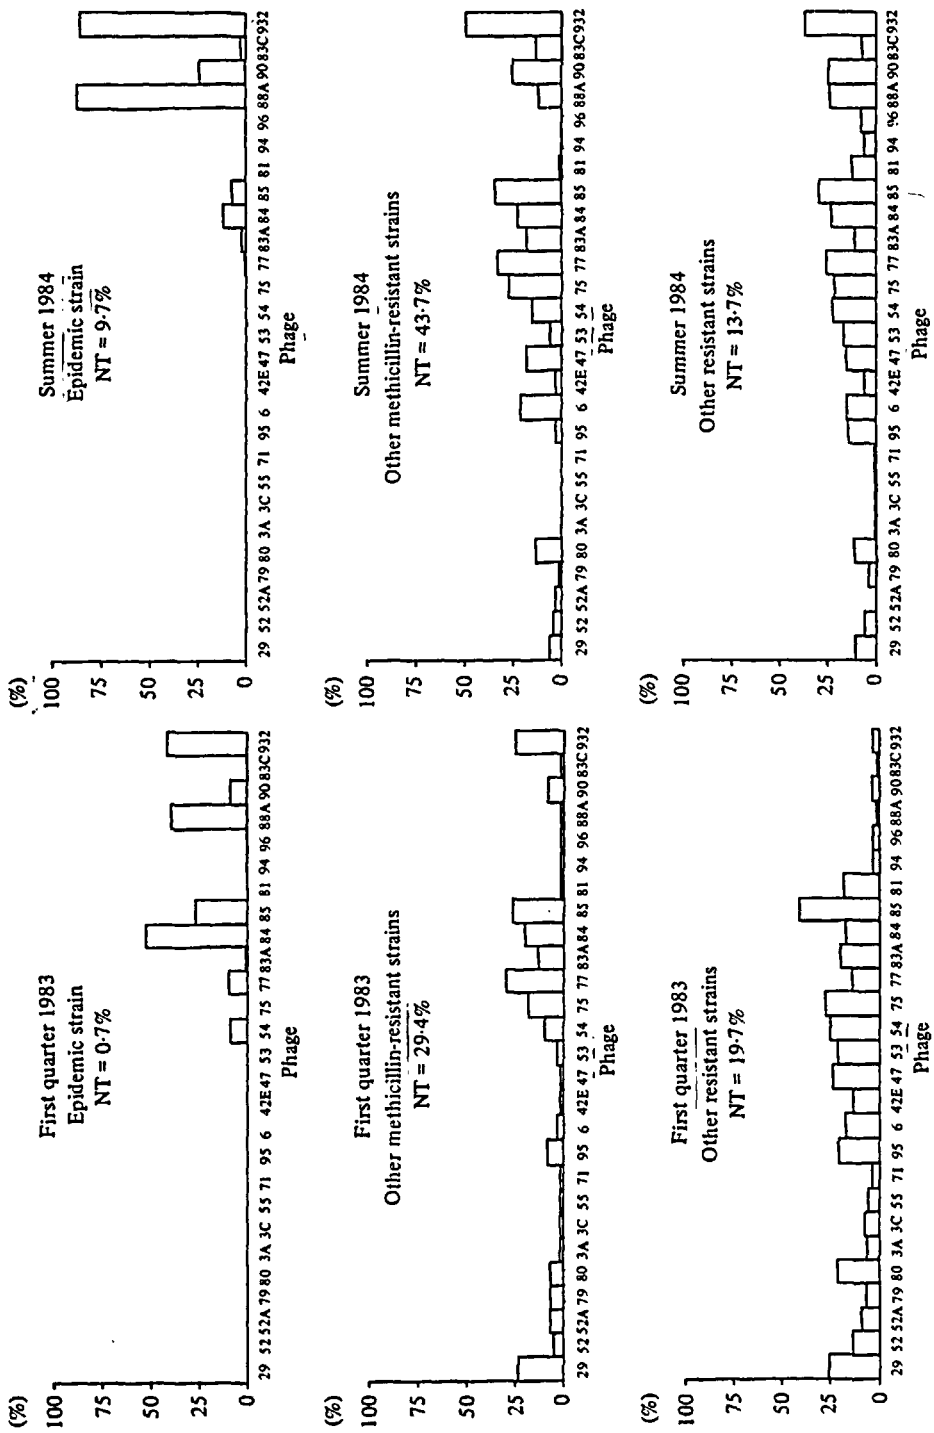 First quarter 1983
Epidemic strain
NT = 0·7%
(%)
100
75
50
25
0
29 52 52A 79 80 3A 3C 55 71 95 6 42E 47 53 54 75 77 83A 84 85 81 94 96 88A 90 83C 932
Phage
Summer 1984
Epidemic strain
NT = 9·7%
(%)
100
75
50
25
0
29 52 52A 79 80 3A 3C 55 71 95 6 42E 47 53 54 75 77 83A 84 85 81 94 96 88A 90 83C 932
Phage
First quarter 1983
Other methicillin-resistant strains
NT = 29·4%
(%)
100
75
50
25
0
29 52 52A 79 80 3A 3C 55 71 95 6 42E 47 53 54 75 77 83A 84 85 81 94 96 88A 90 83C 932
Phage
Summer 1984
Other methicillin-resistant strains
NT = 43·7%
(%)
100
75
50
25
0
29 52 52A 79 80 3A 3C 55 71 95 6 42E 47 53 54 75 77 83A 84 85 81 94 96 88A 90 83C 932
Phage
First quarter 1983
Other resistant strains
NT = 19·7%
(%)
100
75
50
25
0
29 52 52A 79 80 3A 3C 55 71 95 6 42E 47 53 54 75 77 83A 84 85 81 94 96 88A 90 83C 932
Phage
Summer 1984
Other resistant strains
NT = 13·7%
(%)
100
75
50
25
0
29 52 52A 79 80 3A 3C 55 71 95 6 42E 47 53 54 75 77 83A 84 85 81 94 96 88A 90 83C 932
Phage